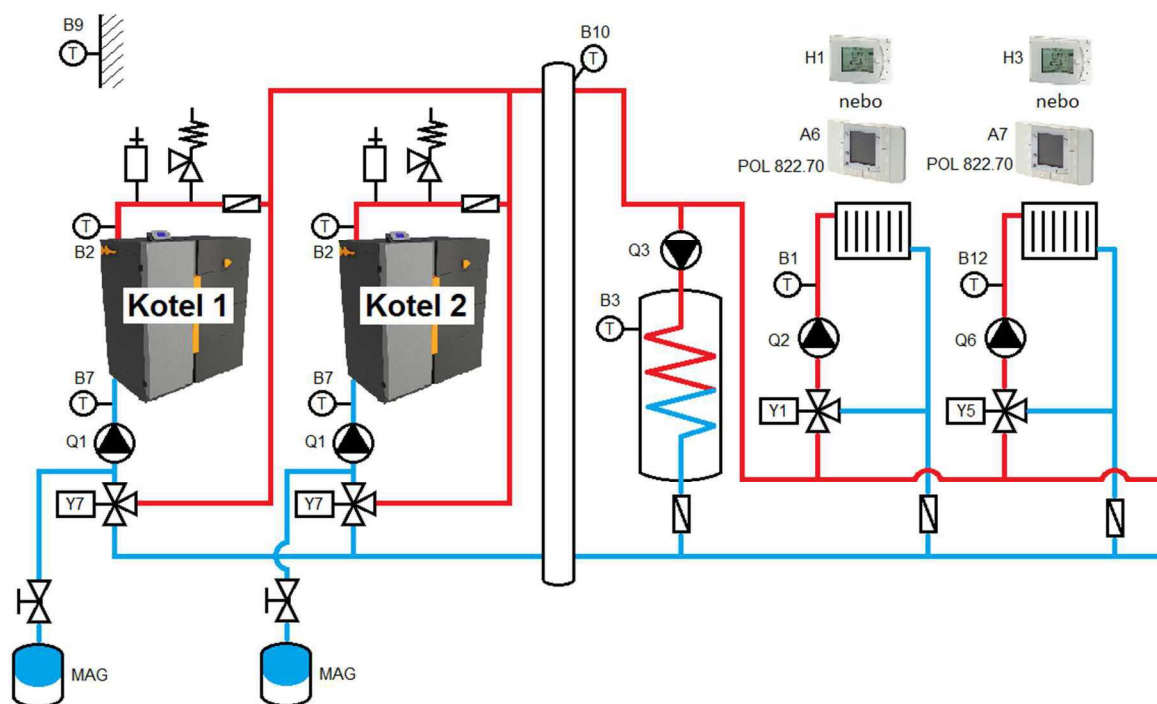 B9
T
B10
T
H1
nebo
A6
POL 822.70
H3
nebo
A7
POL 822.70
T
B2
Kotel 1
T
B2
Kotel 2
Q3
B3
T
B1
T
Q2
Y1
B12
T
Q6
Y5
B7
T
Q1
Y7
B7
T
Q1
Y7
MAG
MAG